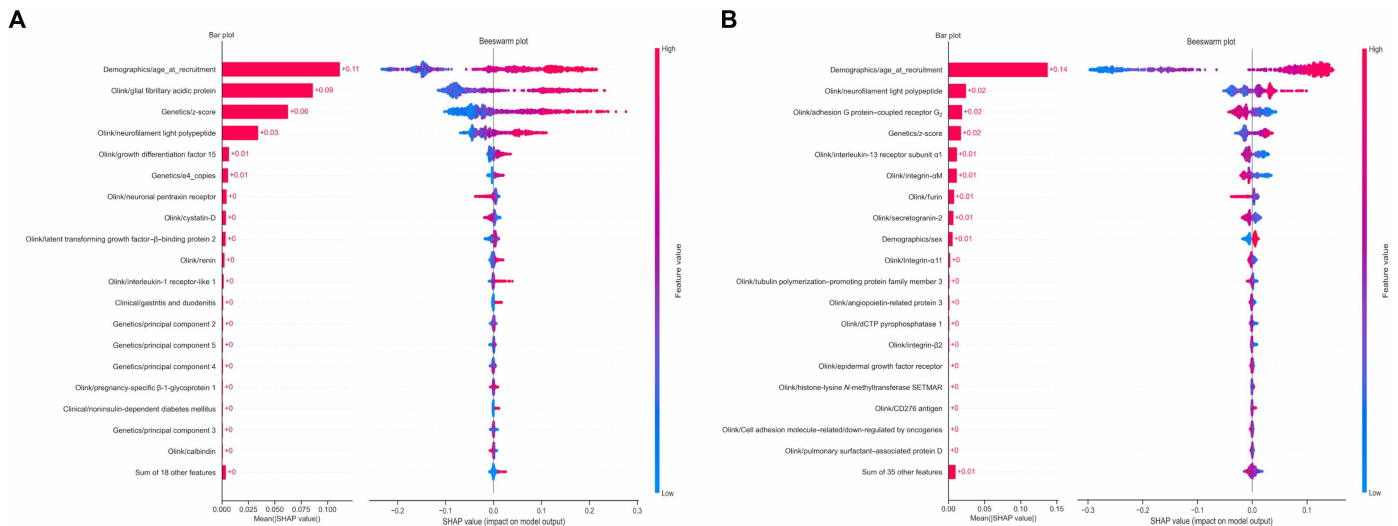 A
Bar plot
Beeswarm plot
High
Demographics/age_at_recruitment
+0.11
Olink/glial fibrillary acidic protein
+0.09
Genetics/z-score
+0.06
Olink/neurofilament light polypeptide
+0.03
Olink/growth differentiation factor 15
+0.01
Genetics/e4_copies
+0.01
Olink/neuronal pentraxin receptor
+0
Olink/cystatin-D
+0
Olink/latent transforming growth factor–β–binding protein 2
+0
Olink/renin
+0
Olink/interleukin-1 receptor-like 1
+0
Clinical/gastritis and duodenitis
+0
Genetics/principal component 2
+0
Genetics/principal component 5
+0
Genetics/principal component 4
+0
Olink/pregnancy-specific β-1-glycoprotein 1
+0
Clinical/noninsulin-dependent diabetes mellitus
+0
Genetics/principal component 3
+0
Olink/calbindin
+0
Sum of 18 other features
+0
Feature value
Low
0.000 0.025 0.050 0.075 0.100
Mean(|SHAP value|)
−0.2 −0.1 0.0 0.1 0.2 0.3
SHAP value (impact on model output)
B
Bar plot
Beeswarm plot
High
Demographics/age_at_recruitment
+0.14
Olink/neurofilament light polypeptide
+0.02
Olink/adhesion G protein–coupled receptor G2
+0.02
Genetics/z-score
+0.02
Olink/interleukin-13 receptor subunit α1
+0.01
Olink/integrin-αM
+0.01
Olink/furin
+0.01
Olink/secretogranin-2
+0.01
Demographics/sex
+0.01
Olink/Integrin-α11
+0
Olink/tubulin polymerization–promoting protein family member 3
+0
Olink/angiopoietin-related protein 3
+0
Olink/dCTP pyrophosphatase 1
+0
Olink/integrin-β2
+0
Olink/epidermal growth factor receptor
+0
Olink/histone-lysine N-methyltransferase SETMAR
+0
Olink/CD276 antigen
+0
Olink/Cell adhesion molecule–related/down-regulated by oncogenes
+0
Olink/pulmonary surfactant–associated protein D
+0
Sum of 35 other features
+0.01
Feature value
Low
0.00 0.05 0.10 0.15
Mean(|SHAP value|)
−0.3 −0.2 −0.1 0.0 0.1
SHAP value (impact on model output)